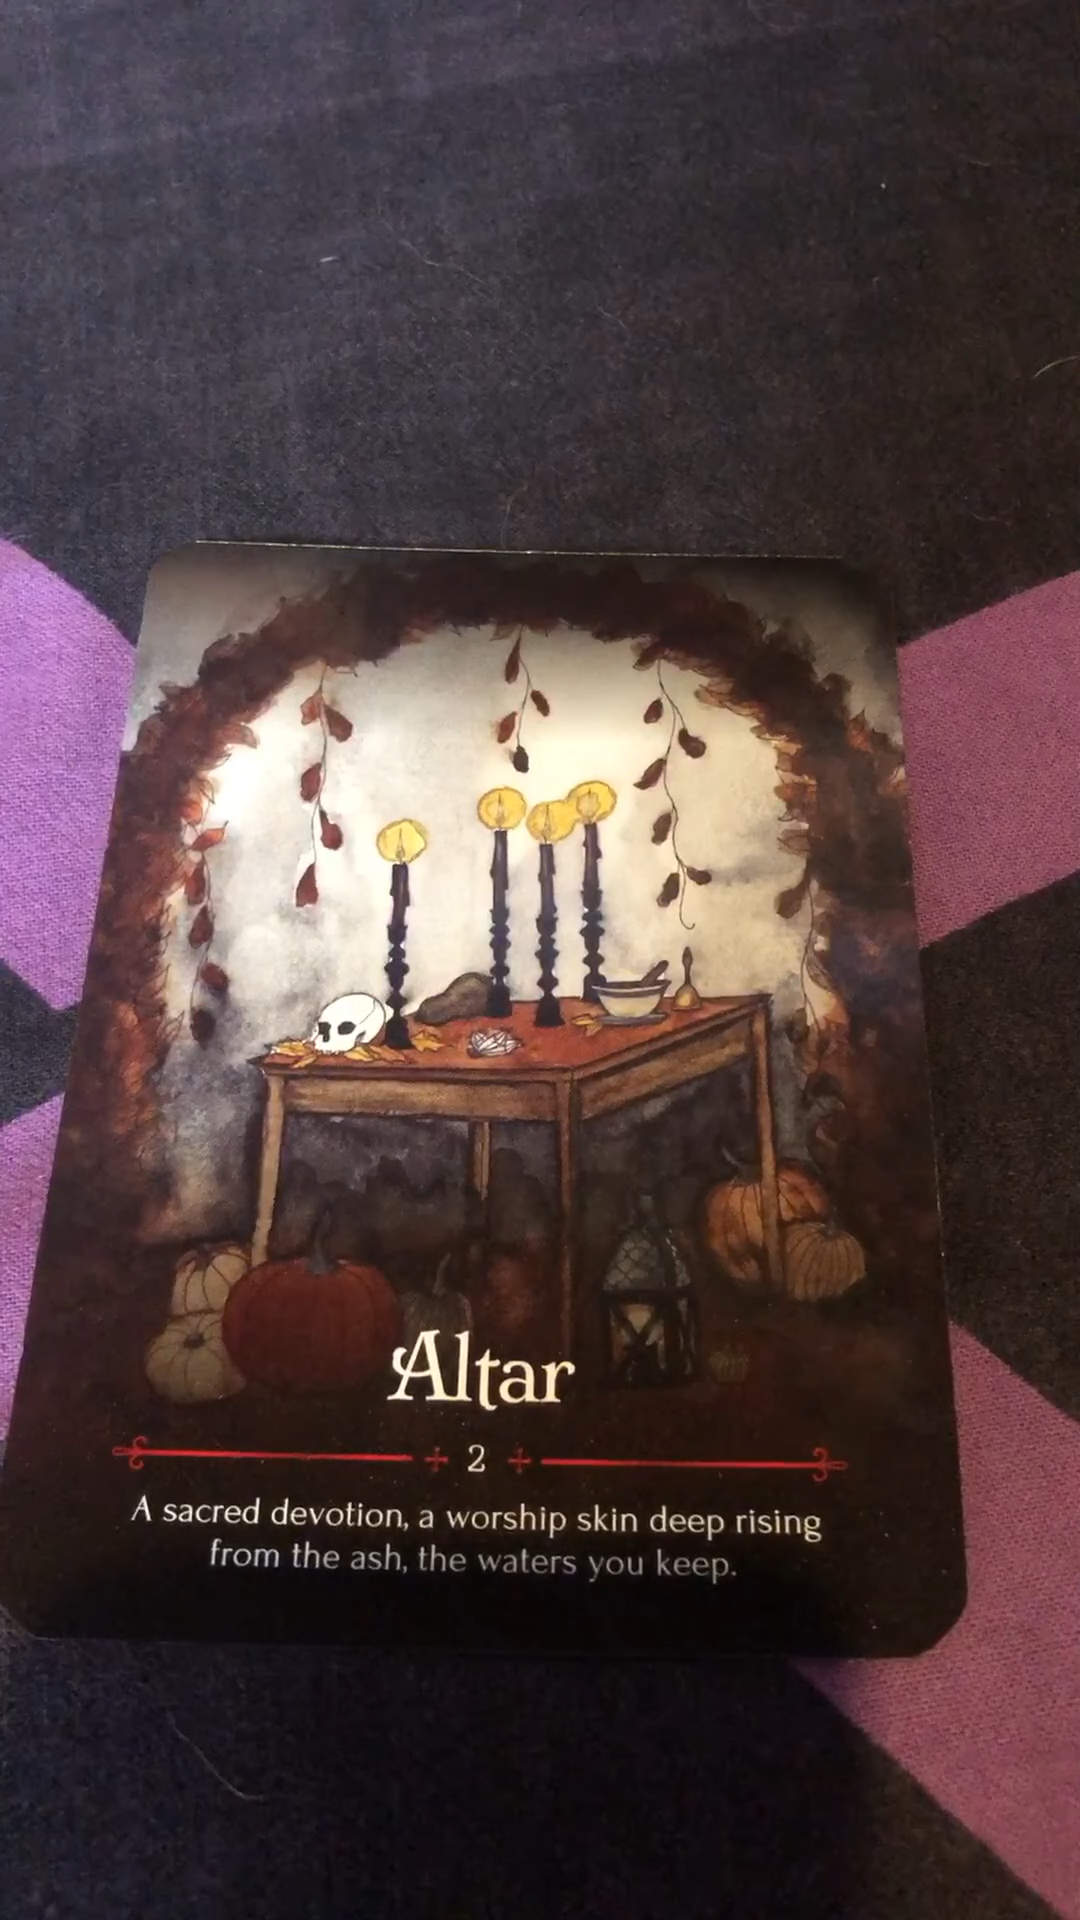 Altar
2
A sacred devotion, a worship skin deep rising
from the ash, the waters you keep.